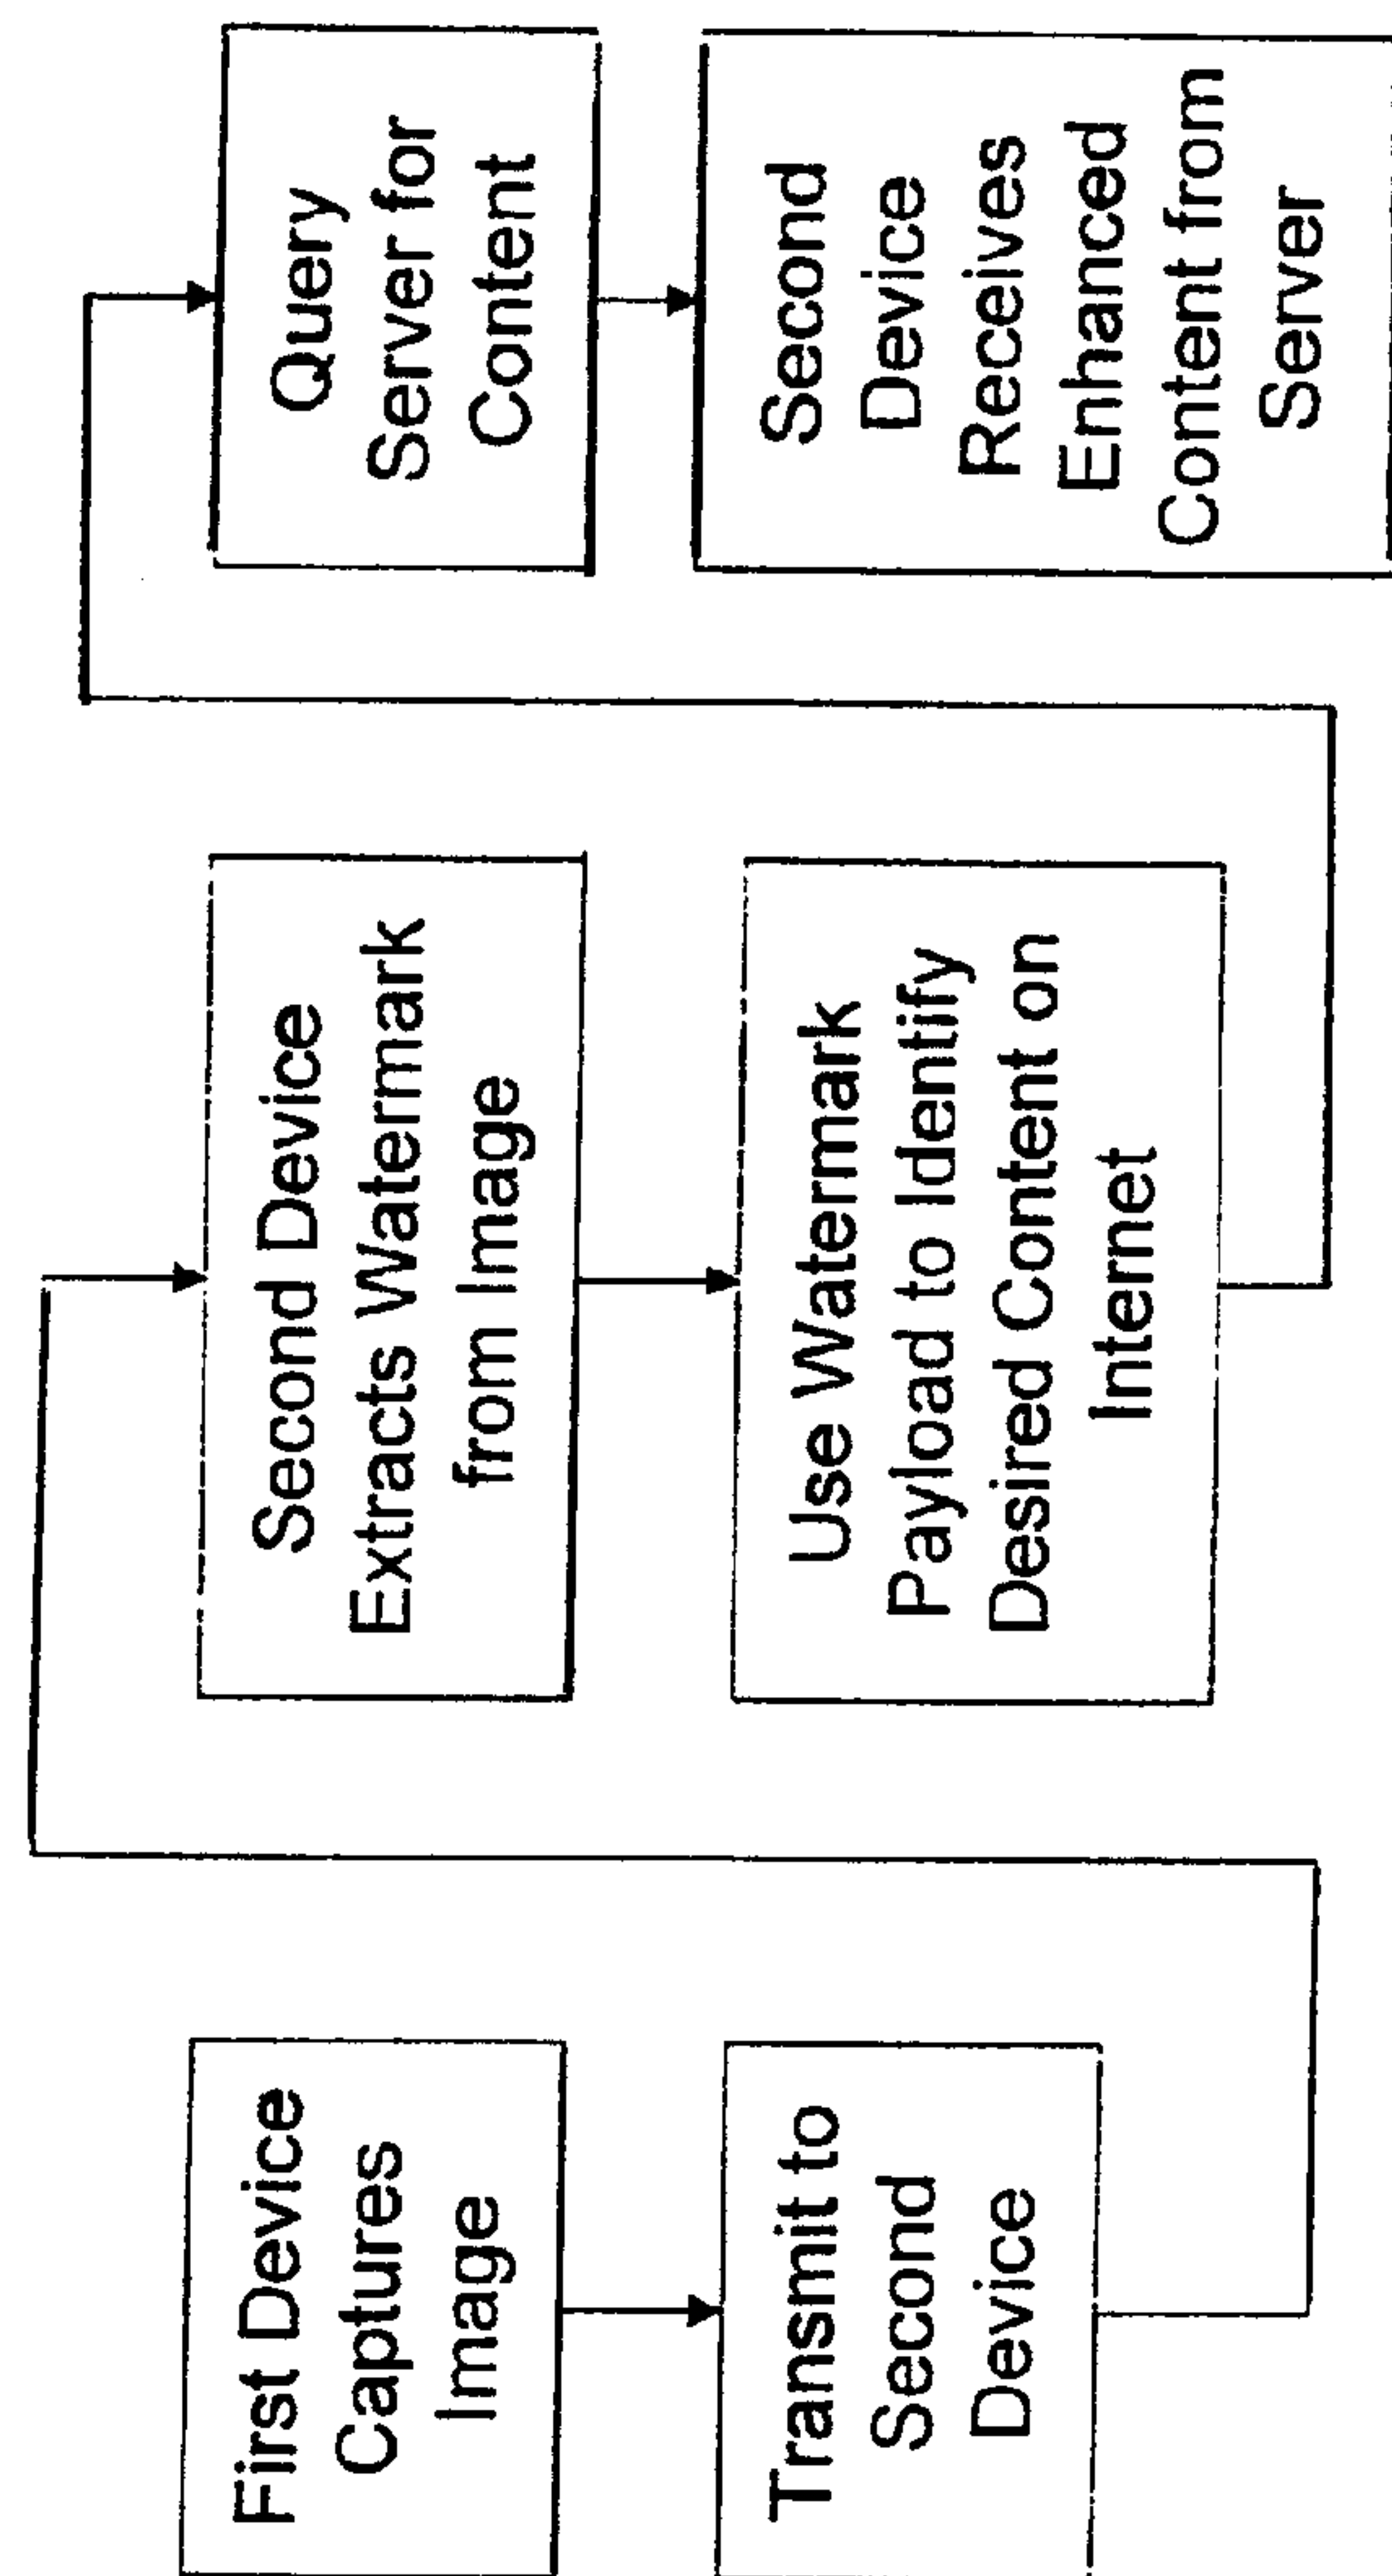 First Device
Captures
Image
Transmit to
Second
Device
Second Device
Extracts Watermark
from Image
Use Watermark
Payload to Identify
Desired Content on
Internet
Query
Server for
Content
Second
Device
Receives
Enhanced
Content from
Server